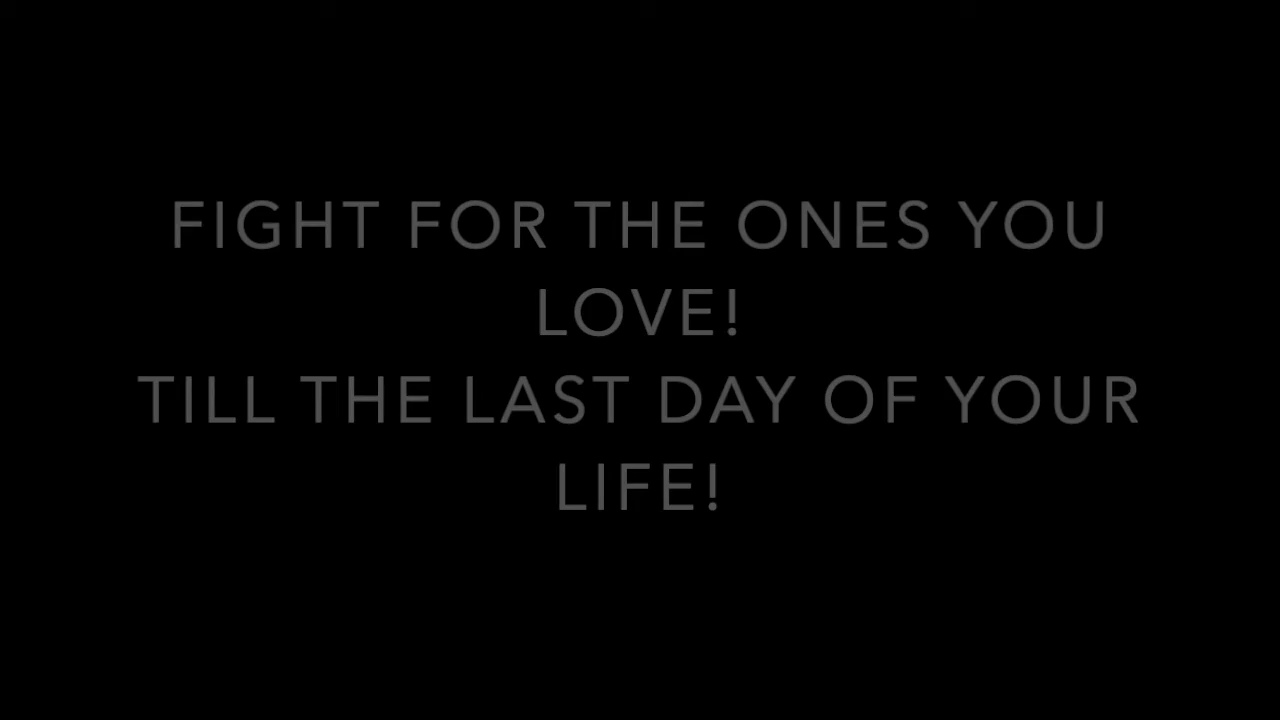 FIGHT FOR THE ONES YOU
LOVE!
TILL THE LAST DAY OF YOUR
LIFE!